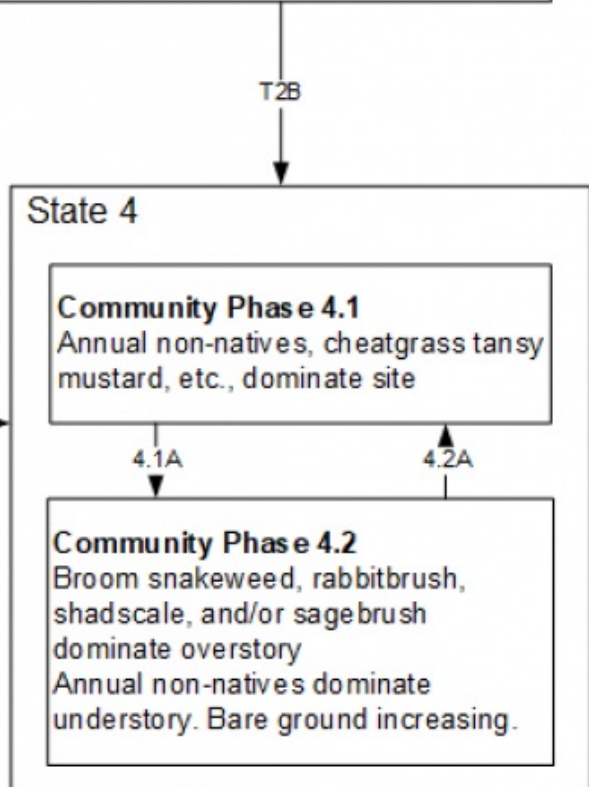 T2B
State 4
Community Phase 4.1
Annual non-natives, cheatgrass tansy
mustard, etc., dominate site
4.1A
4.2A
Community Phase 4.2
Broom snakeweed, rabbitbrush,
shadscale, and/or sagebrush
dominate overstory
Annual non-natives dominate
understory. Bare ground increasing.